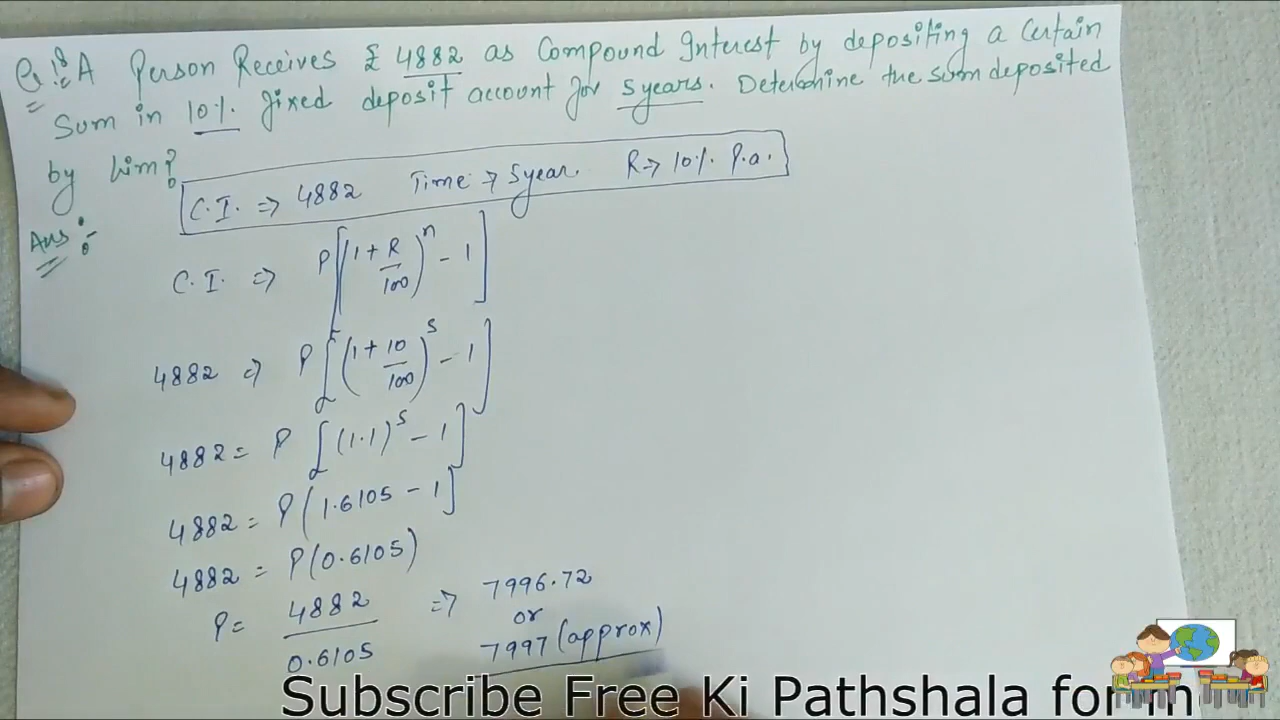 Q.18. A Person Receives ₹ 4882 as Compound Interest by depositing a Certain
Sum in 10% fixed deposit account for 5 years. Determine the sum deposited
by him?
C.I. => 4882 Time → 5 year. R → 10% P.a.
Ans:-
C.I. => P[(1 + R/100)^n - 1]
4882 => P[(1 + 10/100)^5 - 1]
4882 = P[(1.1)^5 - 1]
4882 = P(1.6105 - 1]
4882 = P(0.6105)
P = 4882/0.6105 => 7996.72
or
7997 (approx)
Subscribe Free Ki Pathshala for m